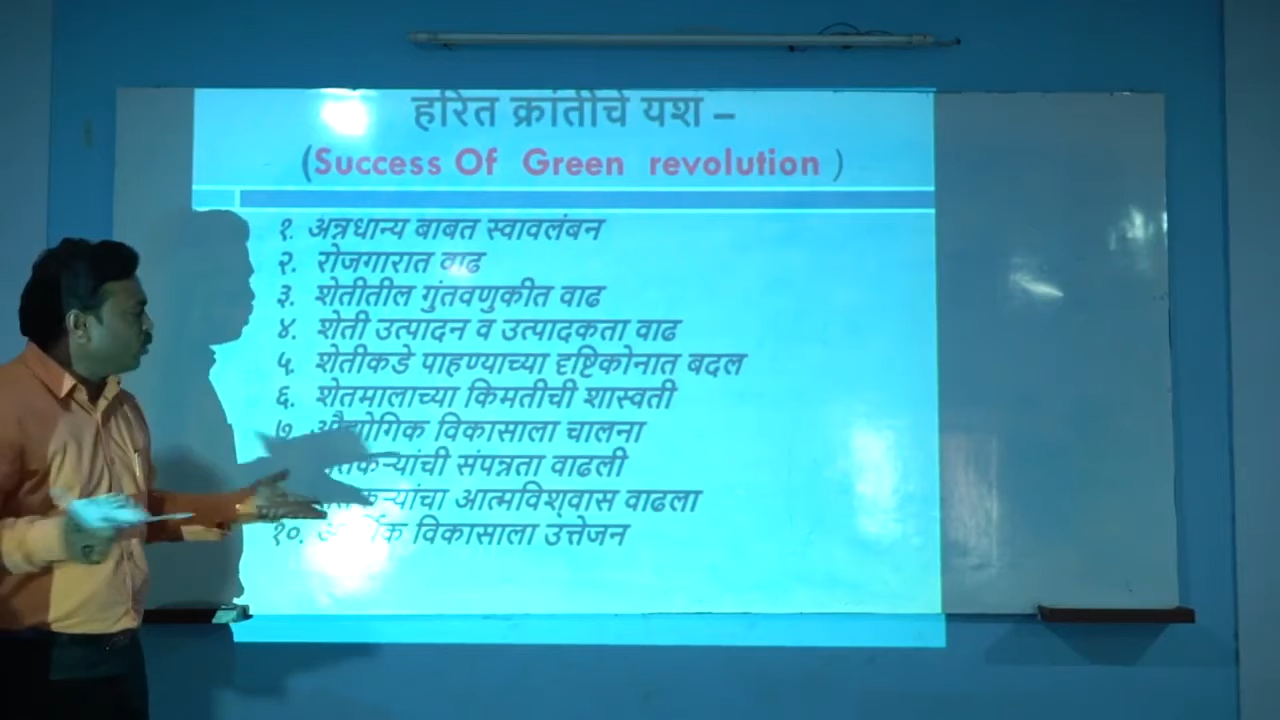 हरित क्रांतीचे यश –
(Success Of Green revolution )
१. अन्नधान्य बाबत स्वावलंबन
२. रोजगारात वाढ
३. शेतीतील गुंतवणुकीत वाढ
४. शेती उत्पादन व उत्पादकता वाढ
५. शेतीकडे पाहण्याच्या दृष्टिकोनात बदल
६. शेतमालाच्या किमतीची शास्वती
७. औद्योगिक विकासाला चालना
संपन्नता वाढली
आत्मविश्वास वाढला
१०. विकासाला उत्तेजन